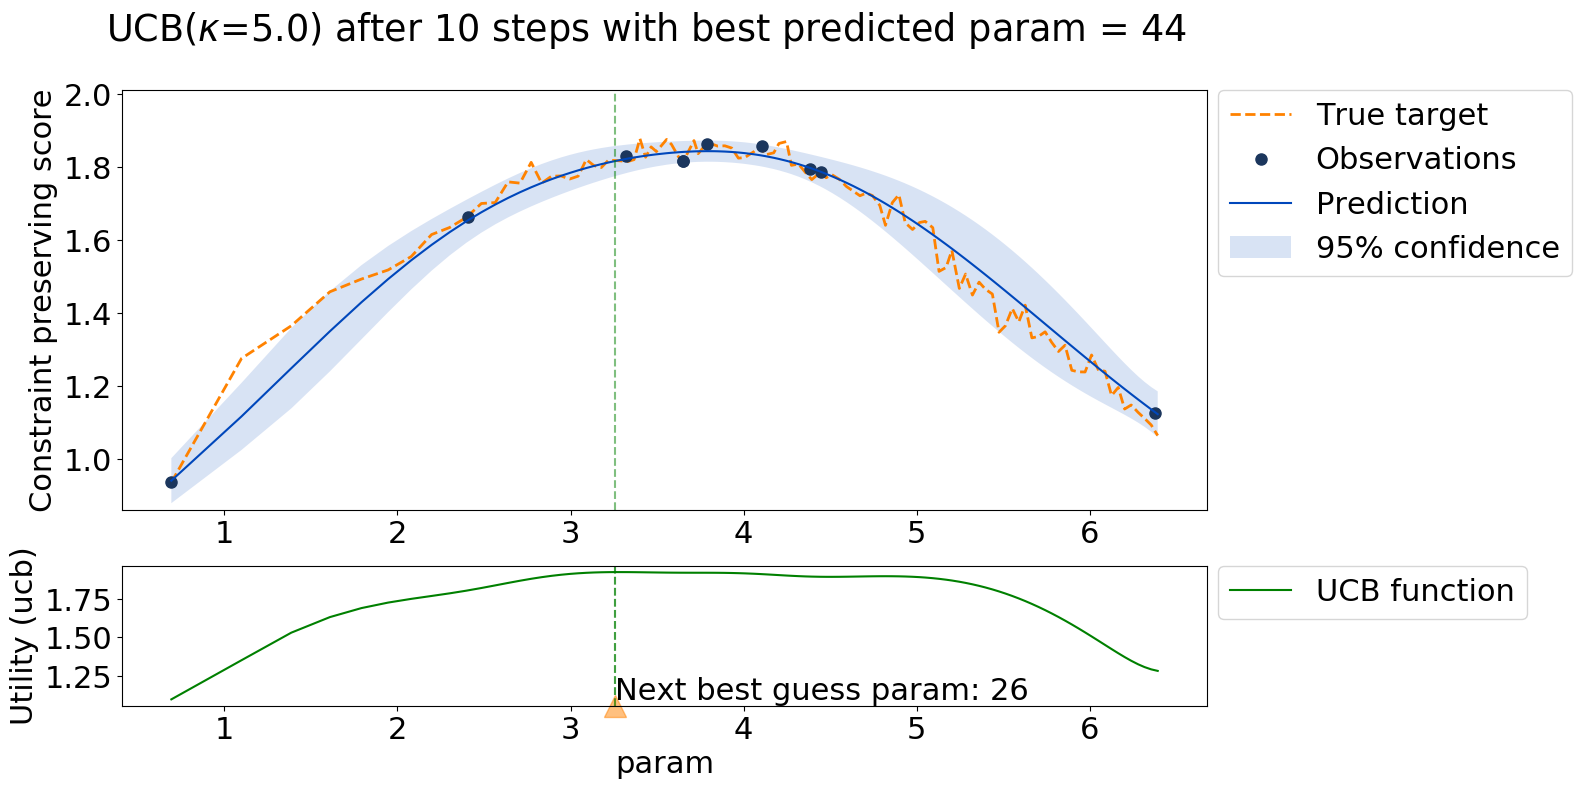 UCB(κ=5.0) after 10 steps with best predicted param = 44
Constraint preserving score
2.0
1.8
1.6
1.4
1.2
1.0
1 2 3 4 5 6
True target
Observations
Prediction
95% confidence
Utility (ucb)
1.75
1.50
1.25
Next best guess param: 26
1 2 3 4 5 6
param
UCB function